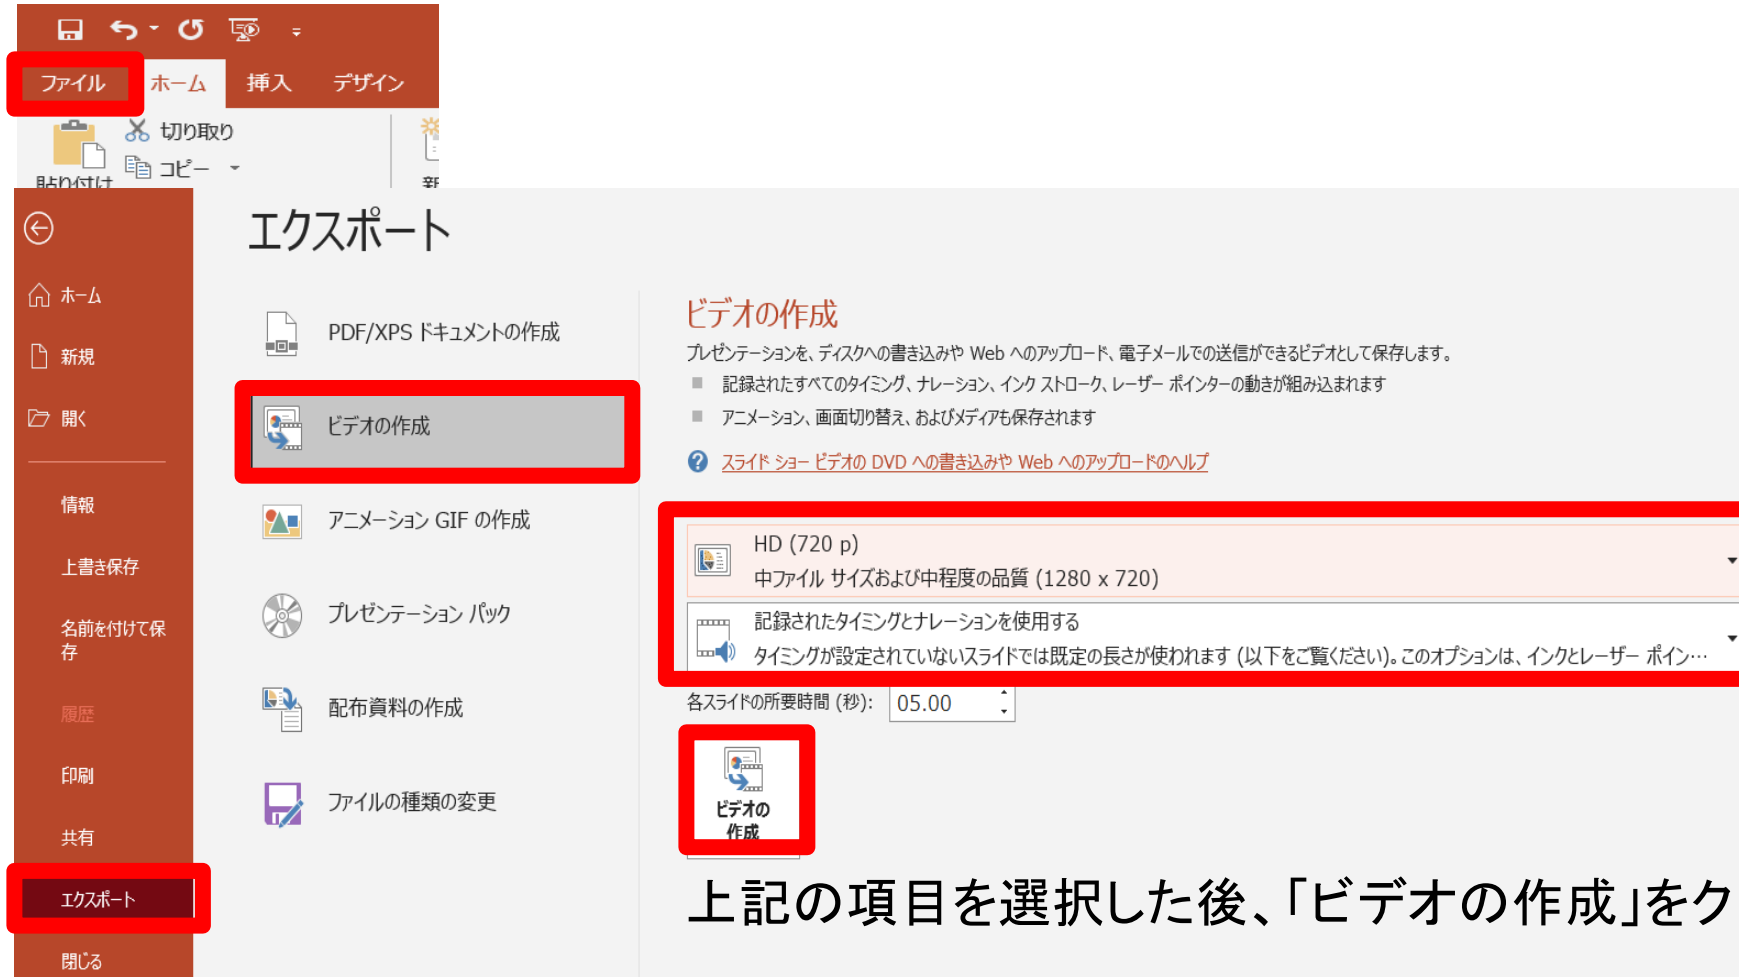 ファイル ホーム 挿入 デザイン
切り取り
コピー
貼り付け
エクスポート
ホーム
新規
開く
情報
上書き保存
名前を付けて保
存
履歴
印刷
共有
エクスポート
閉じる
PDF/XPS ドキュメントの作成
ビデオの作成
アニメーション GIF の作成
プレゼンテーション パック
配布資料の作成
ファイルの種類の変更
ビデオの作成
プレゼンテーションを、ディスクへの書き込みや Web へのアップロード、電子メールでの送信ができるビデオとして保存します。
記録されたすべてのタイミング、ナレーション、インク ストローク、レーザー ポインターの動きが組み込まれます
アニメーション、画面切り替え、およびメディアも保存されます
スライド ショー ビデオの DVD への書き込みや Web へのアップロードのヘルプ
HD (720 p)
中ファイル サイズおよび中程度の品質 (1280 x 720)
記録されたタイミングとナレーションを使用する
タイミングが設定されていないスライドでは既定の長さが使われます (以下をご覧ください)。このオプションは、インクとレーザー ポイン…
各スライドの所要時間 (秒): 05.00
ビデオの
作成
上記の項目を選択した後、「ビデオの作成」をク